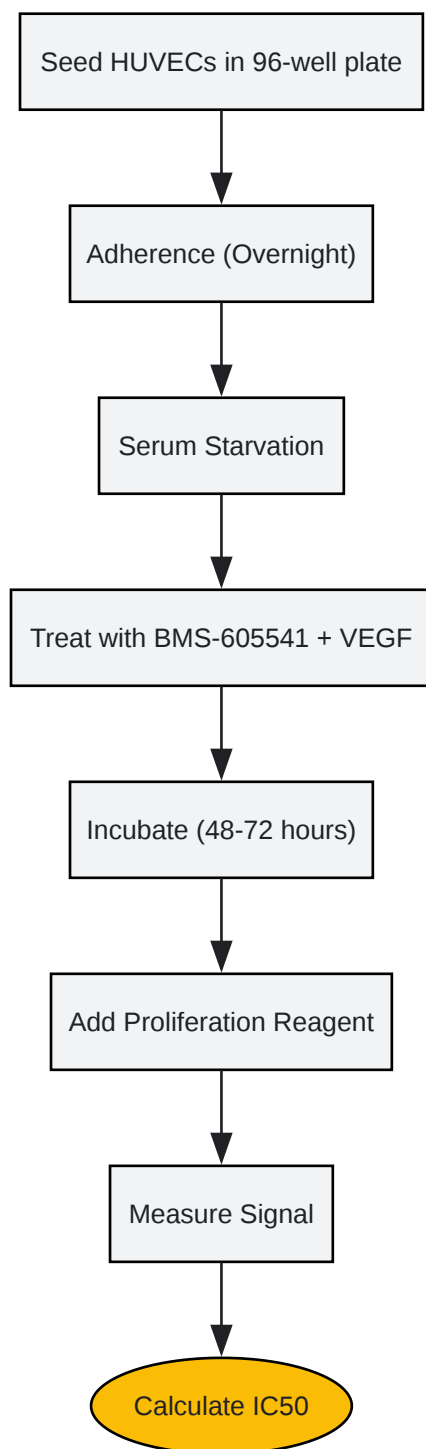 Seed HUVECs in 96-well plate
Adherence (Overnight)
Serum Starvation
Treat with BMS-605541 + VEGF
Incubate (48-72 hours)
Add Proliferation Reagent
Measure Signal
Calculate IC50